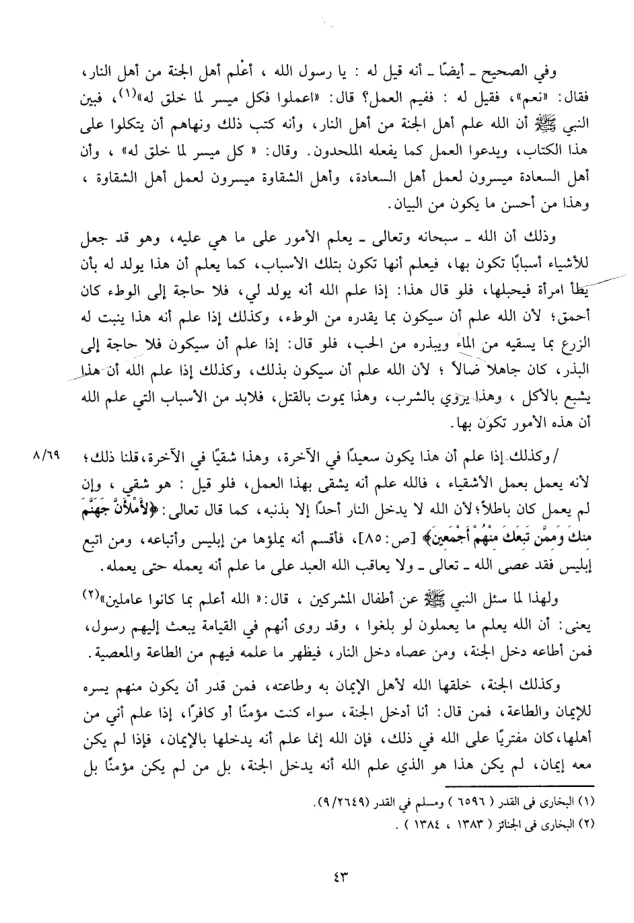 وفي الصحيح ـ أيضًا ـ أنه قيل له : يا رسول الله ، أعُلم أهل الجنة من أهل النار،
فقال: «نعم»، فقيل له : ففيم العمل؟ قال: «اعملوا فكل ميسر لما خلق له»(١)، فبين
النبي ﷺ أن الله علم أهل الجنة من أهل النار، وأنه كتب ذلك ونهاهم أن يتكلوا على
هذا الكتاب، ويدعوا العمل كما يفعله الملحدون. وقال: « كل ميسر لما خلق له» ، وأن
أهل السعادة ميسرون لعمل أهل السعادة، وأهل الشقاوة ميسرون لعمل أهل الشقاوة ،
وهذا من أحسن ما يكون من البيان.
وذلك أن الله ـ سبحانه وتعالى ـ يعلم الأمور على ما هي عليه، وهو قد جعل
للأشياء أسبابًا تكون بها، فيعلم أنها تكون بتلك الأسباب، كما يعلم أن هذا يولد له بأن
يطأ امرأة فيحبلها، فلو قال هذا: إذا علم الله أنه يولد لي، فلا حاجة إلى الوطء كان
أحمق؛ لأن الله علم أن سيكون بما يقدره من الوطء، وكذلك إذا علم أنه هذا ينبت له
الزرع بما يسقيه من الماء ويبذره من الحب، فلو قال: إذا علم أن سيكون فلا حاجة إلى
البذر، كان جاهلاً ضالاً ؛ لأن الله علم أن سيكون بذلك، وكذلك إذا علم الله أن هذا
يشبع بالأكل ، وهذا يروي بالشرب، وهذا يموت بالقتل، فلابد من الأسباب التي علم الله
أن هذه الأمور تكون بها.
٨/٦٩ / وكذلك إذا علم أن هذا يكون سعيدًا في الآخرة، وهذا شقيًا في الآخرة،قلنا ذلك؛
لأنه يعمل بعمل الأشقياء ، فالله علم أنه يشقى بهذا العمل، فلو قيل : هو شقي ، وإن
لم يعمل كان باطلاً؛لأن الله لا يدخل النار أحدًا إلا بذنبه، كما قال تعالى: ﴿لأَمْلأَنَّ جَهَنَّمَ
مِنكَ وَمِمَّن تَبِعَكَ مِنْهُمْ أَجْمَعِينَ﴾ [ص: ٨٥]، فأقسم أنه يملؤها من إبليس وأتباعه، ومن اتبع
إبليس فقد عصى الله ـ تعالى ـ ولا يعاقب الله العبد على ما علم أنه يعمله حتى يعمله.
ولهذا لما سئل النبي ﷺ عن أطفال المشركين ، قال:« الله أعلم بما كانوا عاملين»(٢)
يعنى: أن الله يعلم ما يعملون لو بلغوا ، وقد روى أنهم في القيامة يبعث إليهم رسول،
فمن أطاعه دخل الجنة، ومن عصاه دخل النار، فيظهر ما علمه فيهم من الطاعة والمعصية.
وكذلك الجنة، خلقها الله لأهل الإيمان به وطاعته، فمن قدر أن يكون منهم يسره
للإيمان والطاعة، فمن قال: أنا أدخل الجنة، سواء كنت مؤمنًا أو كافرًا، إذا علم أني من
أهلها،كان مفتريًا على الله في ذلك، فإن الله إنما علم أنه يدخلها بالإيمان، فإذا لم يكن
معه إيمان، لم يكن هذا هو الذي علم الله أنه يدخل الجنة، بل من لم يكن مؤمنًا بل
(١) البخارى فى القدر ( ٦٥٩٦ ) ومسلم في القدر (٩/٢٦٤٩).
(٢) البخارى فى الجنائز ( ١٣٨٣ ، ١٣٨٤ ) .
٤٣